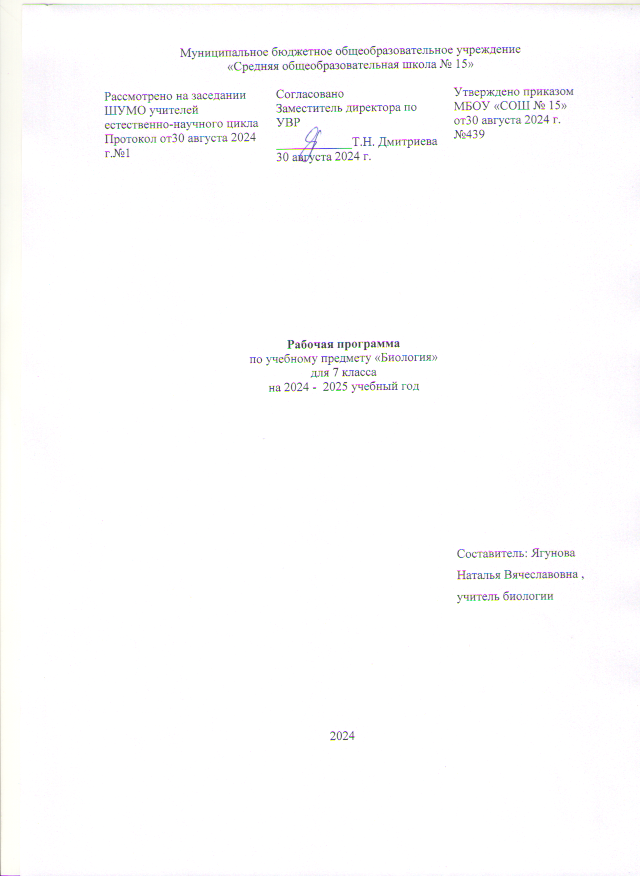 Муниципальное бюджетное общеобразовательное учреждение
«Средняя общеобразовательная школа № 15»
Рассмотрено на заседании
ШУМО учителей
естественно-научного цикла
Протокол от30 августа 2024
г.№1
Согласовано
Заместитель директора по
УВР
____________Т.Н. Дмитриева
30 августа 2024 г.
Утверждено приказом
МБОУ «СОШ № 15»
от30 августа 2024 г.
№439
Рабочая программа
по учебному предмету «Биология»
для 7 класса
на 2024 - 2025 учебный год
Составитель: Ягунова
Наталья Вячеславовна ,
учитель биологии
2024